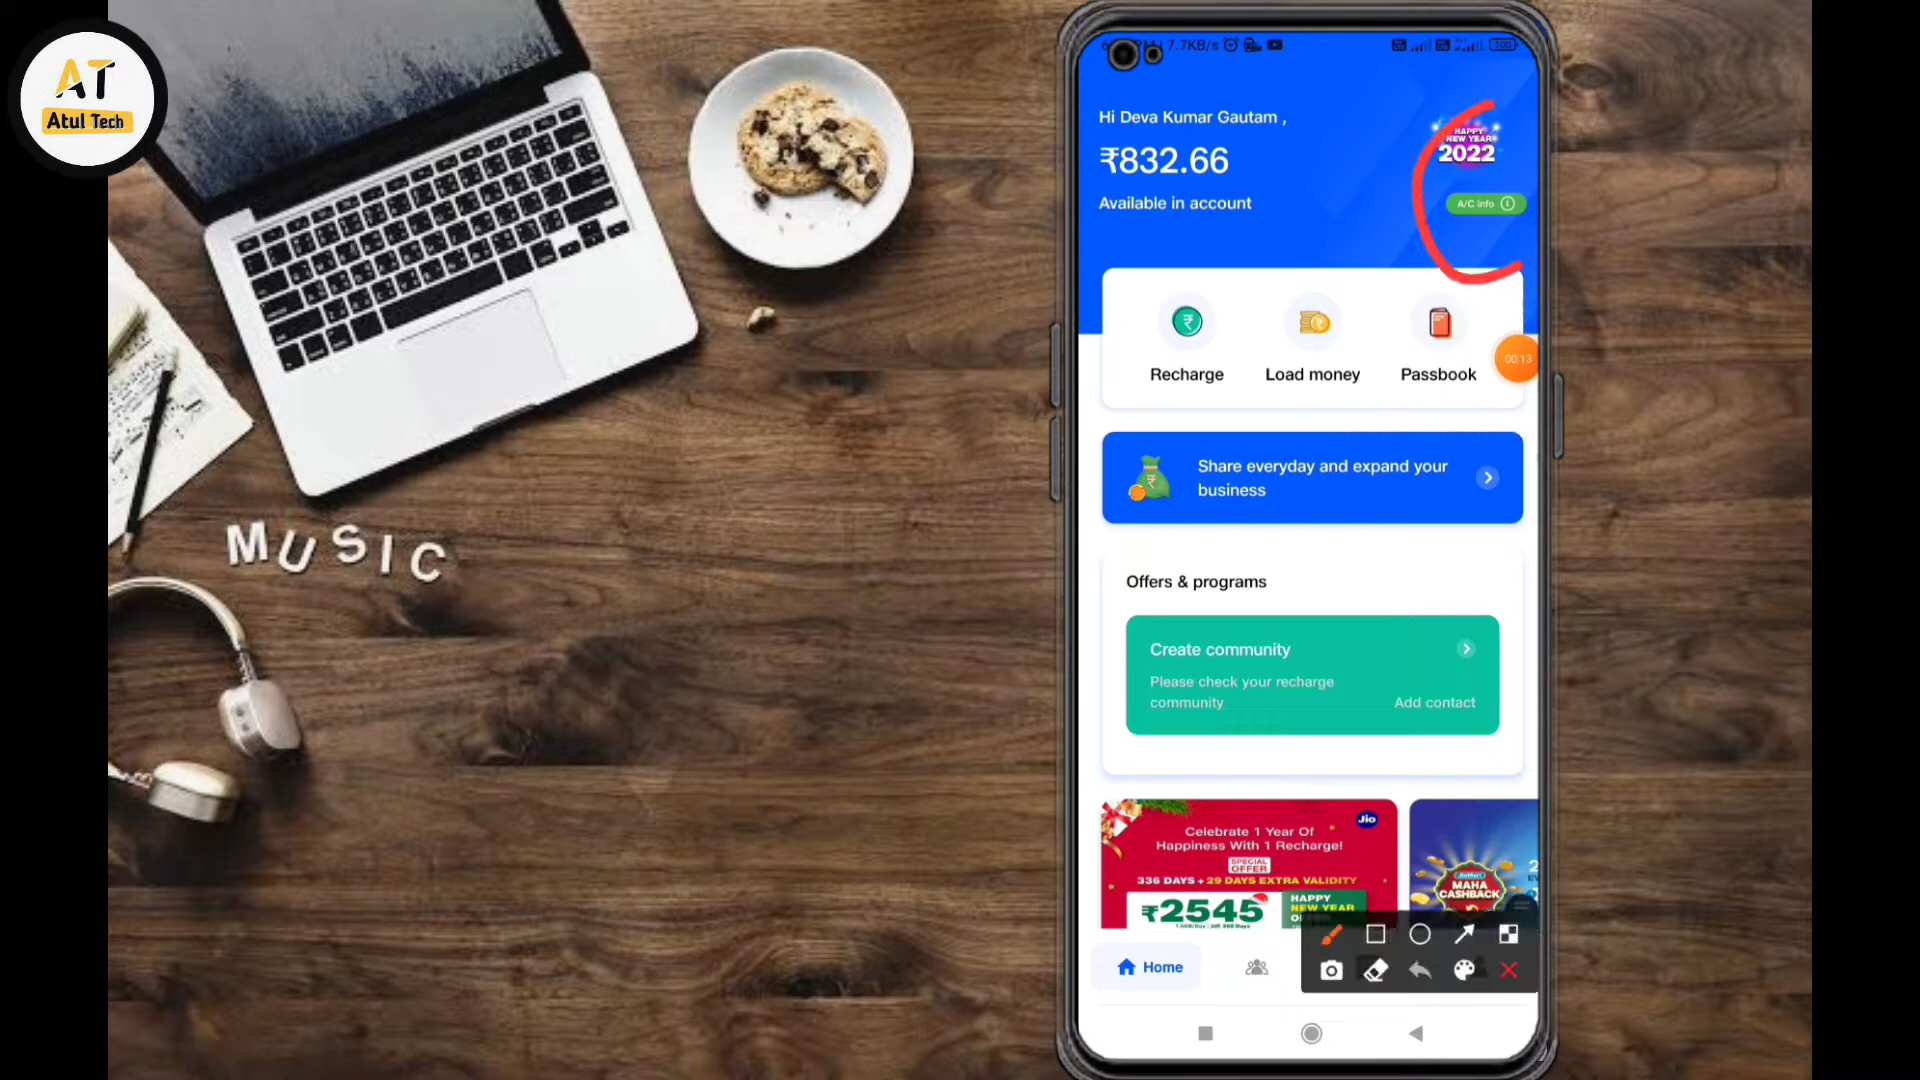 AT
Atul Tech
MUSIC
7.7KB/s
100
Hi Deva Kumar Gautam ,
₹832.66
Available in account
HAPPY
NEW YEAR
2022
A/C info
Recharge
Load money
Passbook
00:13
Share everyday and expand your
business
Offers & programs
Create community
Please check your recharge
community
Add contact
Jio
Celebrate 1 Year Of
Happiness With 1 Recharge!
SPECIAL
OFFER
336 DAYS + 29 DAYS EXTRA VALIDITY
₹2545
HAPPY
NEW YEAR
JioMart
MAHA
CASHBACK
Home